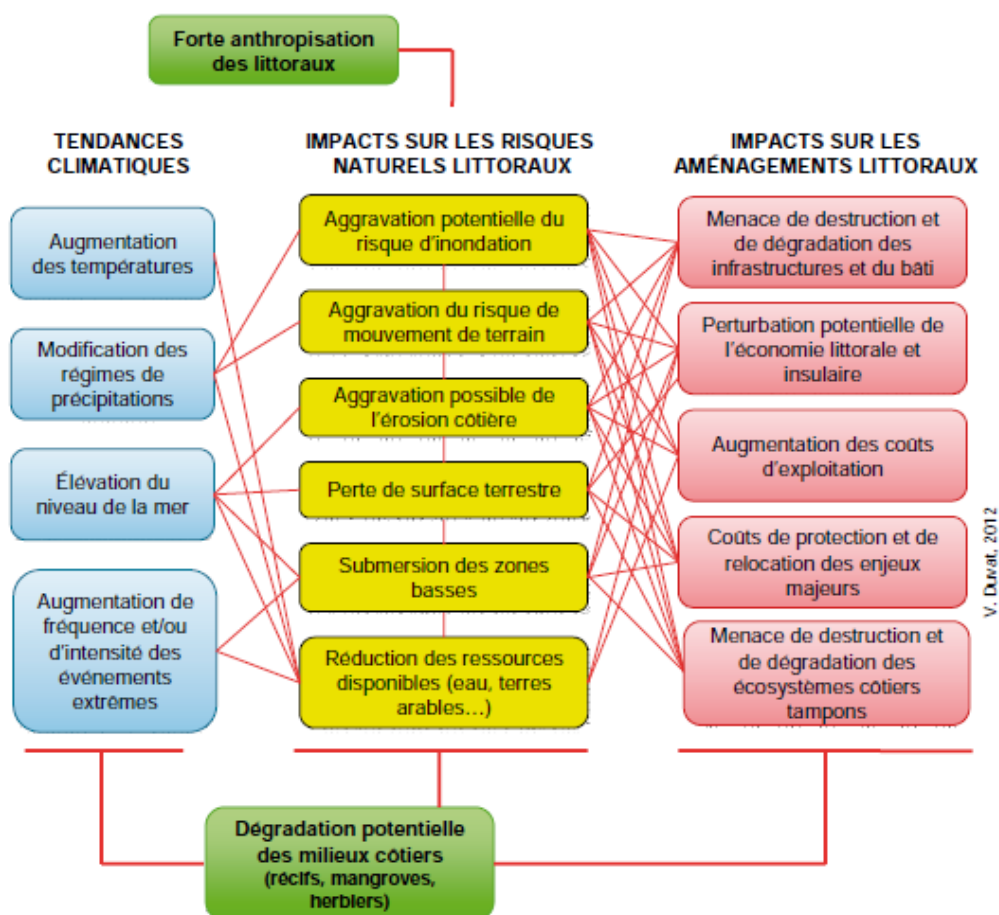 Forte anthropisation
des littoraux
TENDANCES
CLIMATIQUES
IMPACTS SUR LES RISQUES
NATURELS LITTORAUX
IMPACTS SUR LES
AMÉNAGEMENTS LITTORAUX
Augmentation
des températures
Modification des
régimes de
précipitations
Élévation du
niveau de la mer
Augmentation de
fréquence et/ou
d'intensité des
événements
extrêmes
Aggravation potentielle du
risque d'inondation
Aggravation du risque de
mouvement de terrain
Aggravation possible de
l'érosion côtière
Perte de surface terrestre
Submersion des zones
basses
Réduction des ressources
disponibles (eau, terres
arables…)
Menace de destruction et
de dégradation des
infrastructures et du bâti
Perturbation potentielle de
l'économie littorale et
insulaire
Augmentation des coûts
d'exploitation
Coûts de protection et de
relocation des enjeux
majeurs
Menace de destruction et
de dégradation des
écosystèmes côtiers
tampons
V. Duvat, 2012
Dégradation potentielle
des milieux côtiers
(récifs, mangroves,
herbiers)